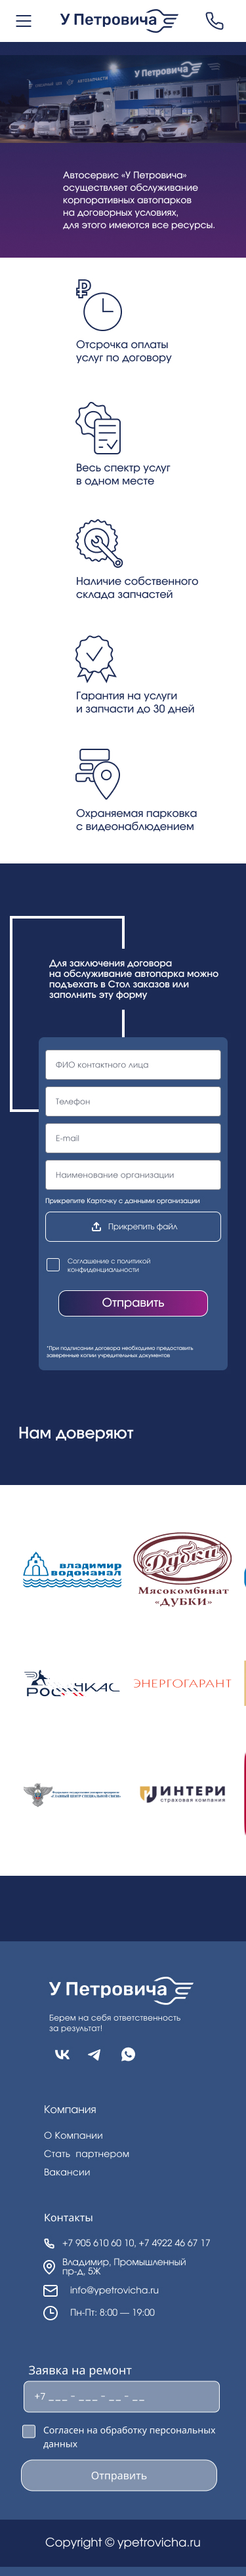 У Петровича
У Петровича
Автосервис «У Петровича»
осуществляет обслуживание
корпоративных автопарков
на договорных условиях,
для этого имеются все ресурсы.
Отсрочка оплаты
услуг по договору
Весь спектр услуг
в одном месте
Наличие собственного
склада запчастей
Гарантия на услуги
и запчасти до 30 дней
Охраняемая парковка
с видеонаблюдением
Для заключения договора
на обслуживание автопарка можно
подъехать в Стол заказов или
заполнить эту форму
ФИО контактного лица
Телефон
E-mail
Наименование организации
Прикрепите Карточку с данными организации
Прикрепить файл
Соглашение с политикой
конфиденциальности
Отправить
*При подписании договора необходимо предоставить
заверенные копии учредительных документов
Нам доверяют
владимир
водоканал
Дубки
Мясокомбинат
«ДУБКИ»
РОСИНКАС
ЭНЕРГОГАРАНТ
ИНТЕРИ
страховая компания
У Петровича
Берем на себя ответственность
за результат!
Компания
О Компании
Стать партнером
Вакансии
Контакты
+7 905 610 60 10, +7 4922 46 67 17
Владимир, Промышленный
пр-д, 5Ж
info@ypetrovicha.ru
Пн-Пт: 8:00 — 19:00
Заявка на ремонт
+7 _ _ _ - _ _ _ - _ _ - _ _
Согласен на обработку персональных
данных
Отправить
Copyright © ypetrovicha.ru